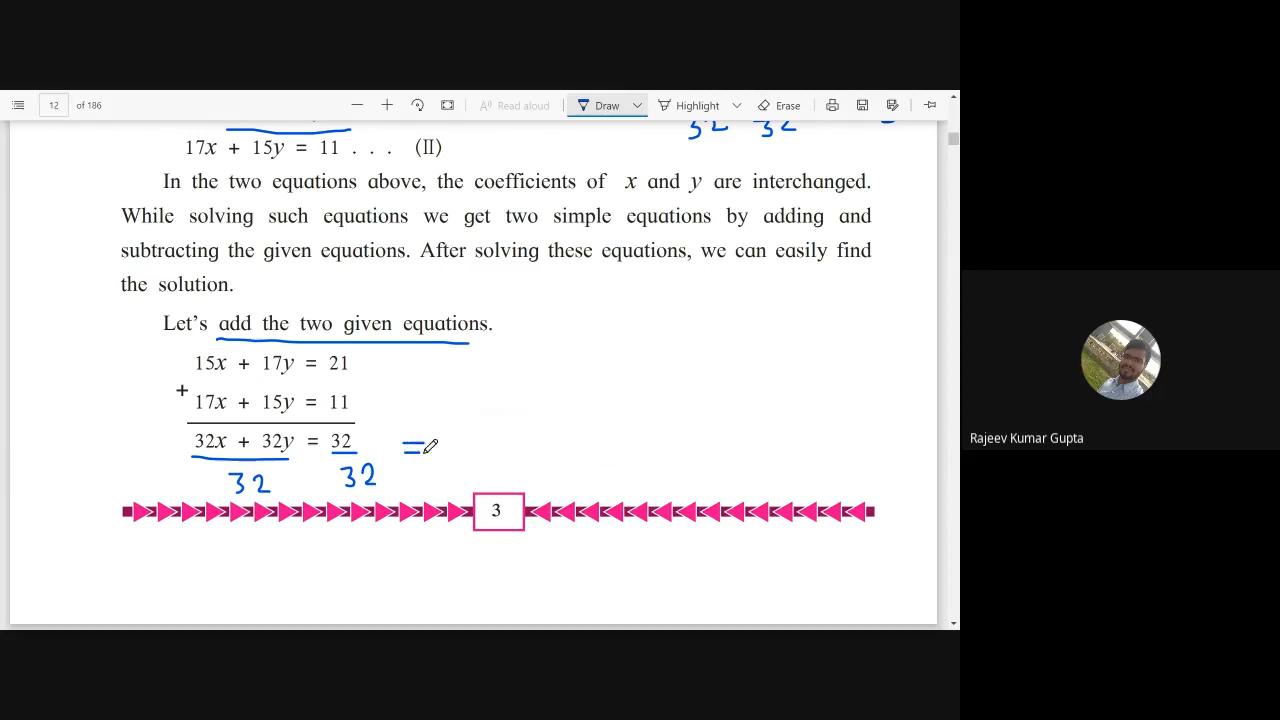 12 of 186 Read aloud Draw Highlight Erase
32 32
17x + 15y = 11 . . . (II)
In the two equations above, the coefficients of x and y are interchanged.
While solving such equations we get two simple equations by adding and
subtracting the given equations. After solving these equations, we can easily find
the solution.
Let's add the two given equations.
15x + 17y = 21
+
17x + 15y = 11
32x + 32y = 32 =
32 32
3
Rajeev Kumar Gupta